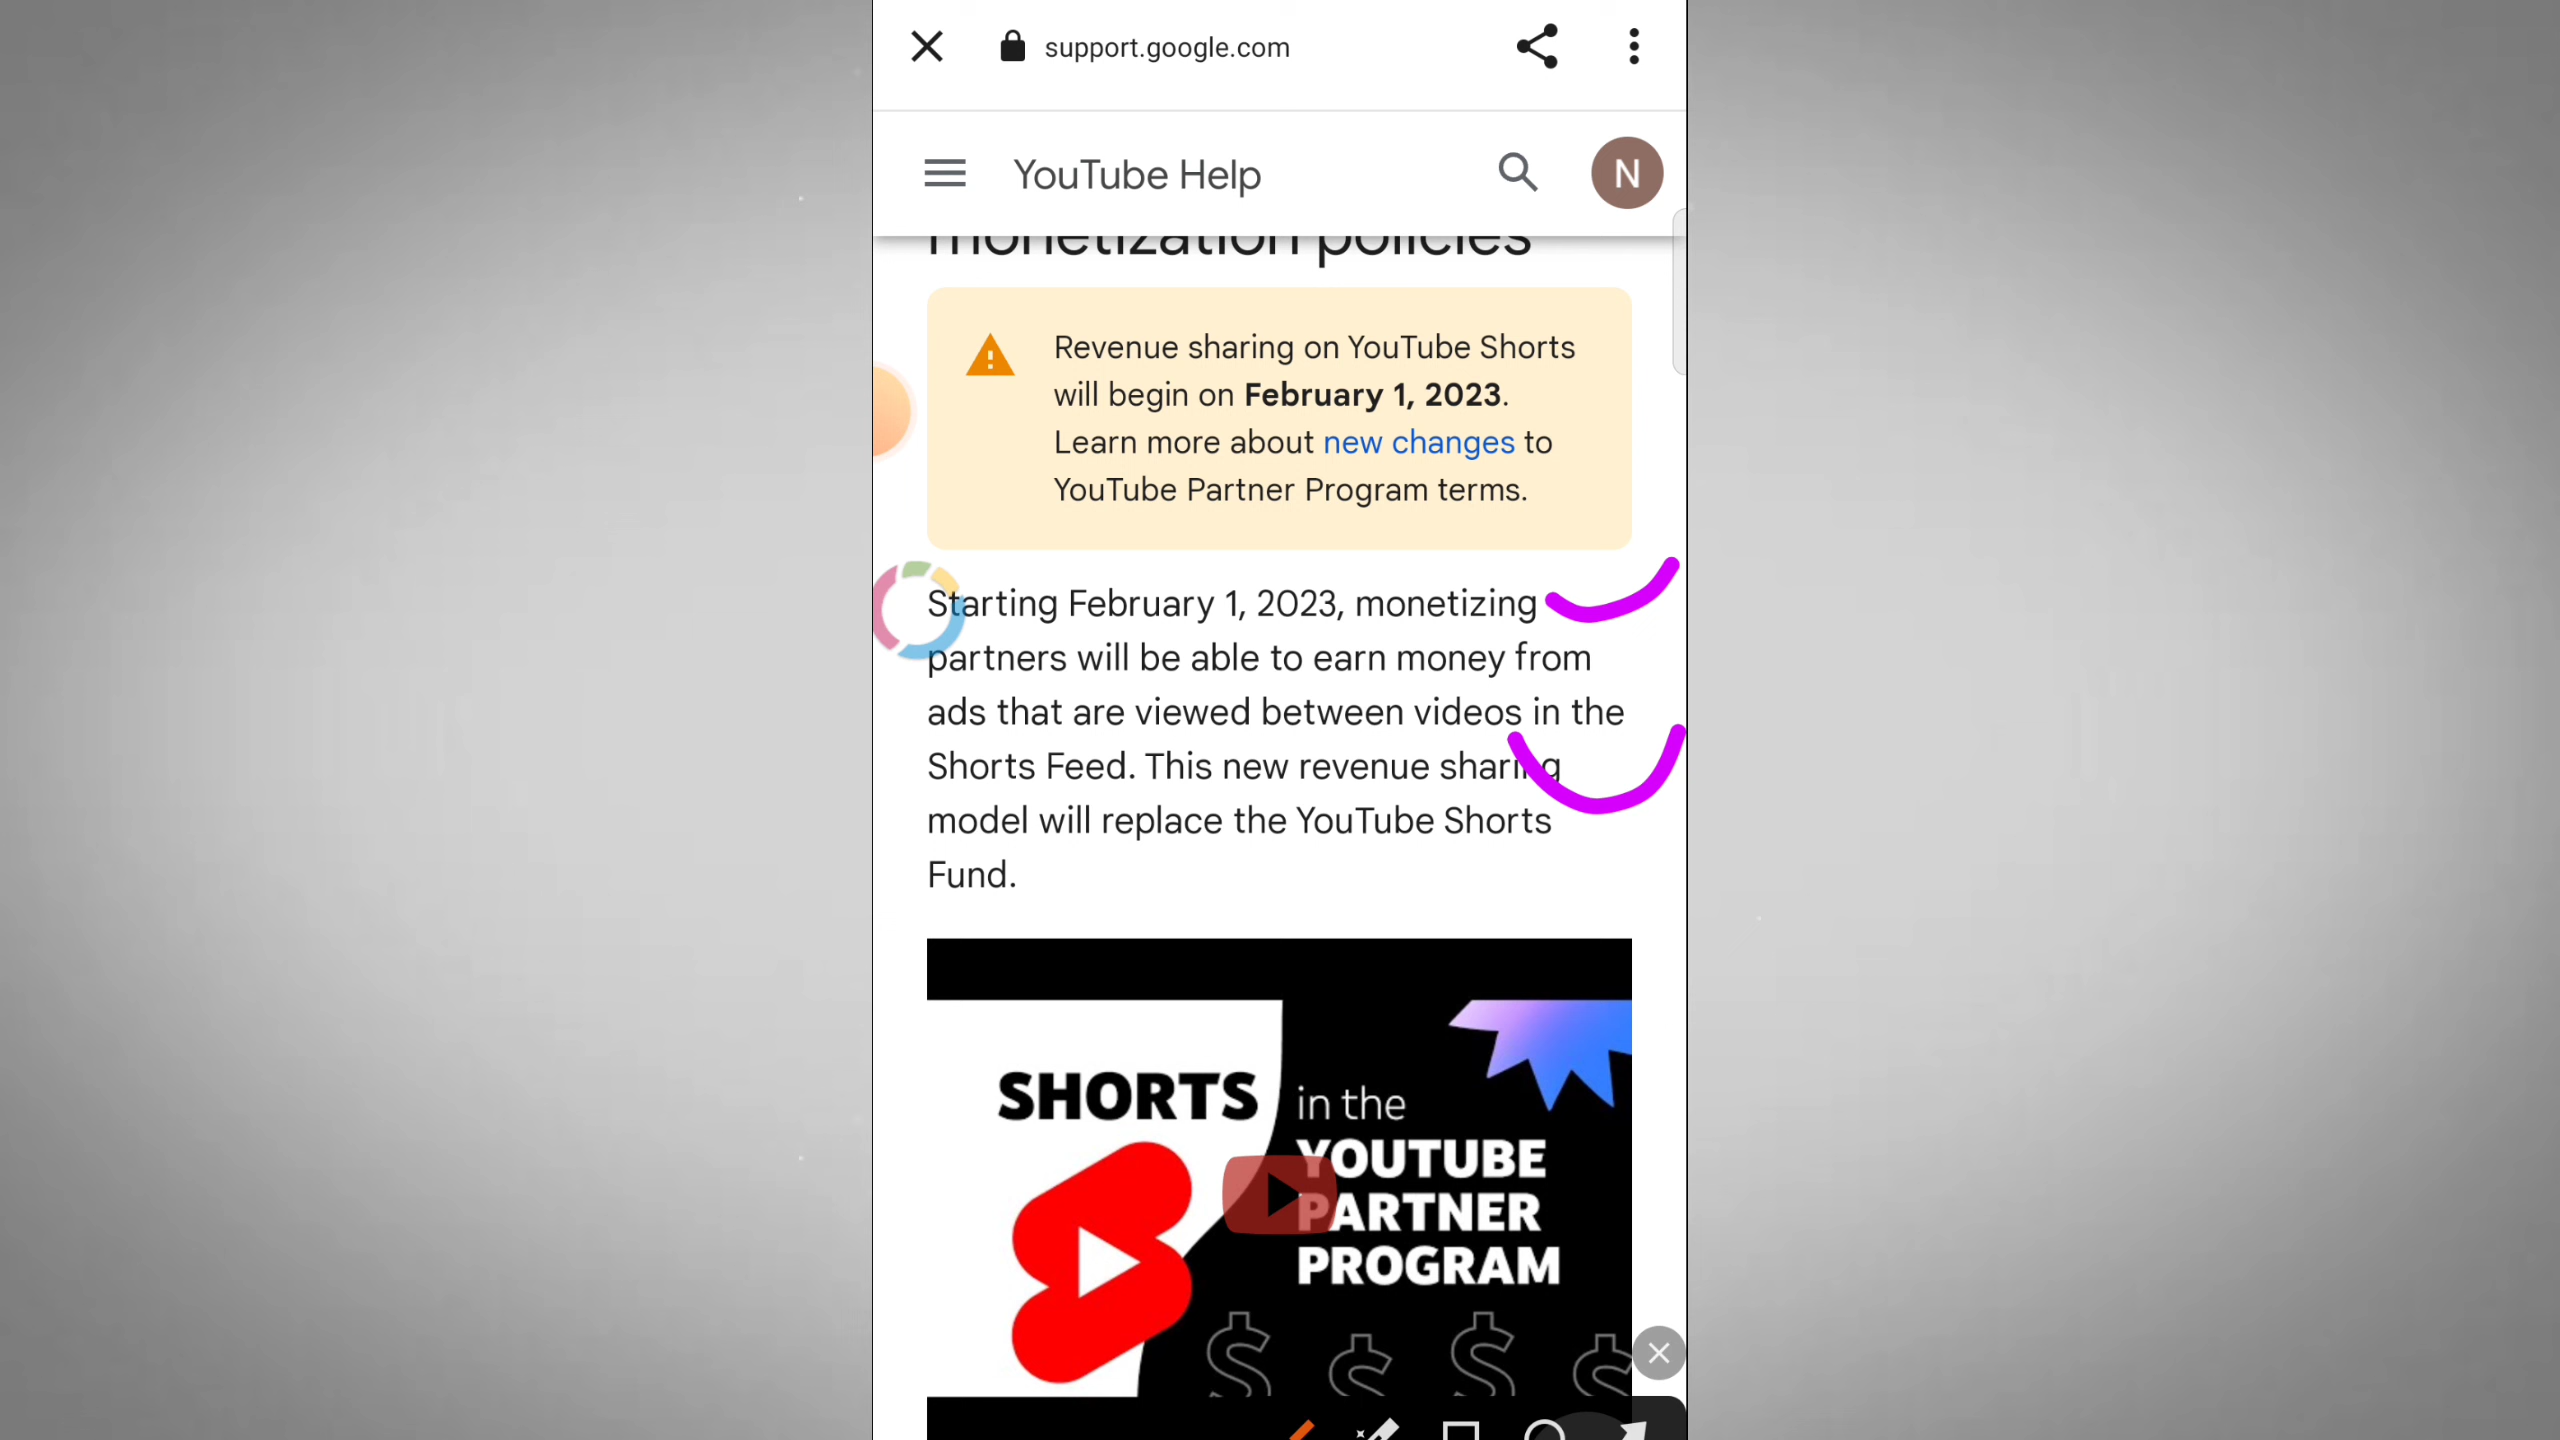 support.google.com
YouTube Help
N
monetization policies
Revenue sharing on YouTube Shorts
will begin on February 1, 2023.
Learn more about new changes to
YouTube Partner Program terms.
Starting February 1, 2023, monetizing
partners will be able to earn money from
ads that are viewed between videos in the
Shorts Feed. This new revenue sharing
model will replace the YouTube Shorts
Fund.
SHORTS in the
YOUTUBE
PARTNER
PROGRAM
$ ¢ $ ¢